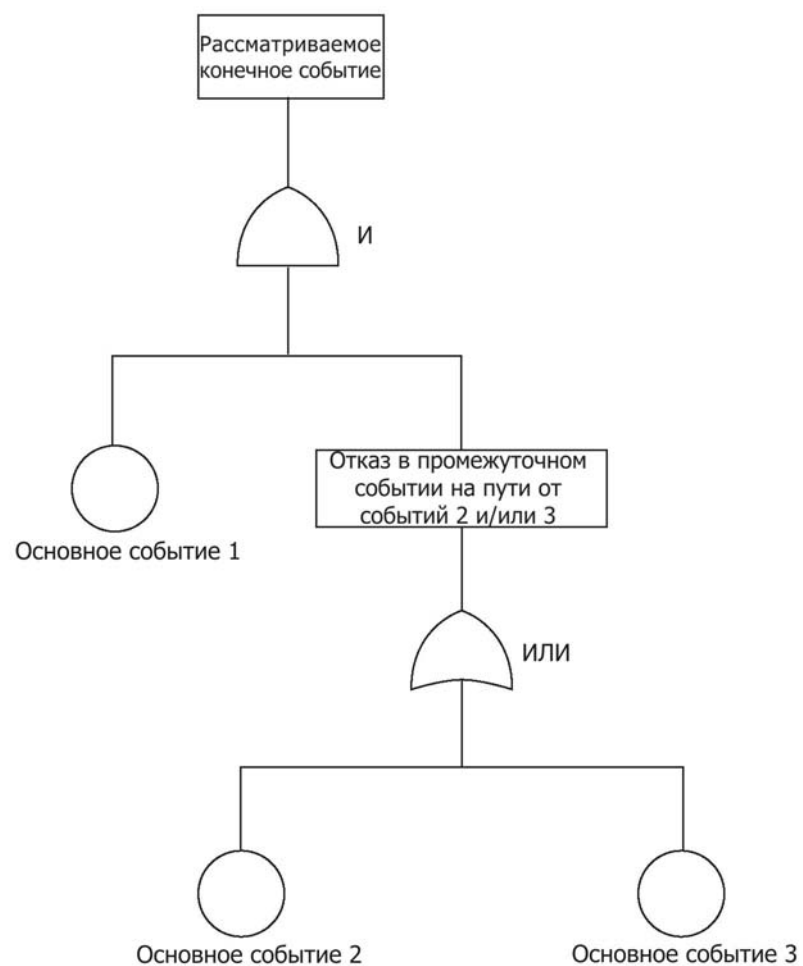 Рассматриваемое
конечное событие
И
Основное событие 1
Отказ в промежуточном
событии на пути от
событий 2 и/или 3
ИЛИ
Основное событие 2
Основное событие 3